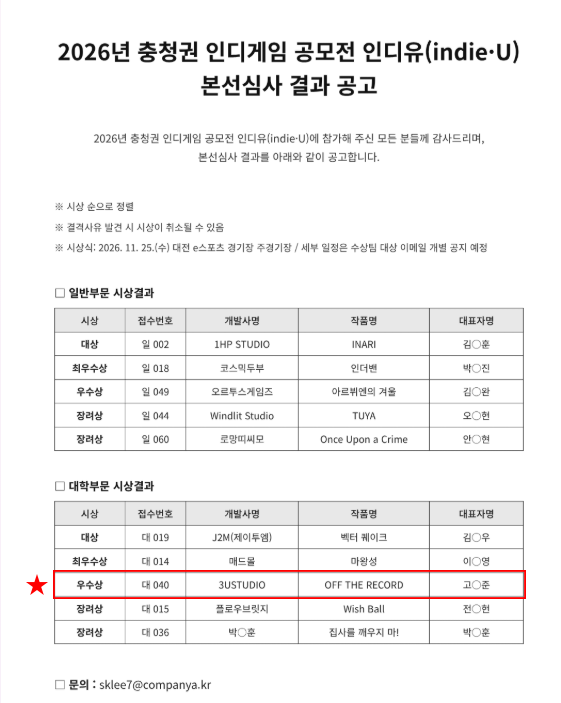 2026년 충청권 인디게임 공모전 인디유(indie·U)
본선심사 결과 공고
2026년 충청권 인디게임 공모전 인디유(indie·U)에 참가해 주신 모든 분들께 감사드리며,
본선심사 결과를 아래와 같이 공고합니다.
※ 시상 순으로 정렬
※ 결격사유 발견 시 시상이 취소될 수 있음
※ 시상식: 2026. 11. 25.(수) 대전 e스포츠 경기장 주경기장 / 세부 일정은 수상팀 대상 이메일 개별 공지 예정
□ 일반부문 시상결과
시상 접수번호 개발사명 작품명 대표자명
대상 일 002 1HP STUDIO INARI 김○훈
최우수상 일 018 코스믹두부 인더밴 박○진
우수상 일 049 오르투스게임즈 아르뷔엔의 겨울 김○완
장려상 일 044 Windlit Studio TUYA 오○현
장려상 일 060 로망띠씨모 Once Upon a Crime 안○현
□ 대학부문 시상결과
시상 접수번호 개발사명 작품명 대표자명
대상 대 019 J2M(제이투엠) 벡터 퀘이크 김○우
최우수상 대 014 매드몰 마왕성 이○영
우수상 대 040 3USTUDIO OFF THE RECORD 고○준
장려상 대 015 플로우브릿지 Wish Ball 전○현
장려상 대 036 박○훈 집사를 깨우지 마! 박○훈
□ 문의 : sklee7@companya.kr